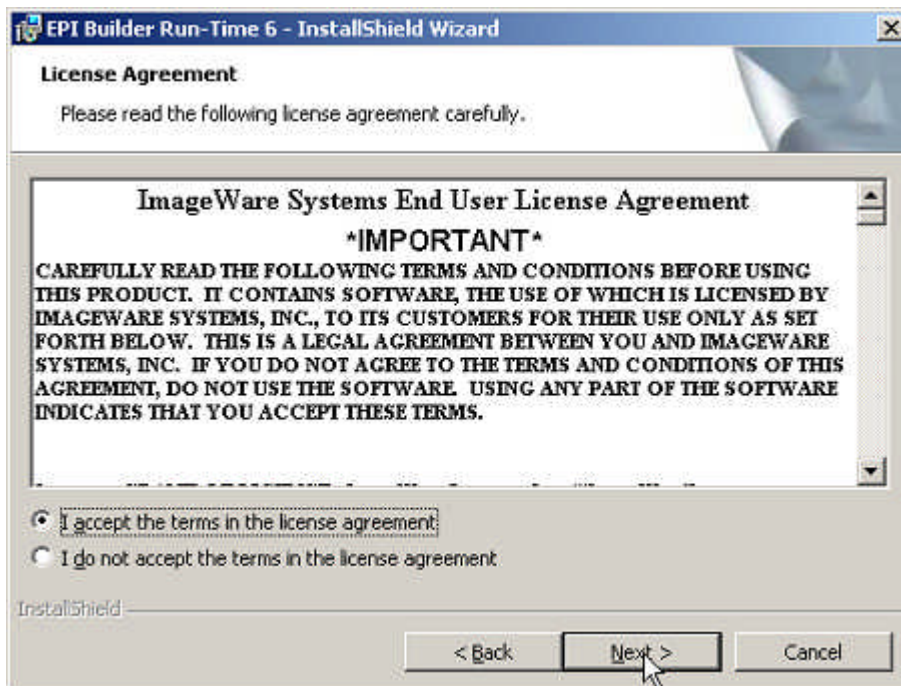 EPI Builder Run-Time 6 - InstallShield Wizard
License Agreement
Please read the following license agreement carefully.
ImageWare Systems End User License Agreement
*IMPORTANT*
CAREFULLY READ THE FOLLOWING TERMS AND CONDITIONS BEFORE USING
THIS PRODUCT. IT CONTAINS SOFTWARE, THE USE OF WHICH IS LICENSED BY
IMAGEWARE SYSTEMS, INC., TO ITS CUSTOMERS FOR THEIR USE ONLY AS SET
FORTH BELOW. THIS IS A LEGAL AGREEMENT BETWEEN YOU AND IMAGEWARE
SYSTEMS, INC. IF YOU DO NOT AGREE TO THE TERMS AND CONDITIONS OF THIS
AGREEMENT, DO NOT USE THE SOFTWARE. USING ANY PART OF THE SOFTWARE
INDICATES THAT YOU ACCEPT THESE TERMS.
I accept the terms in the license agreement
I do not accept the terms in the license agreement
InstallShield
< Back
Next >
Cancel